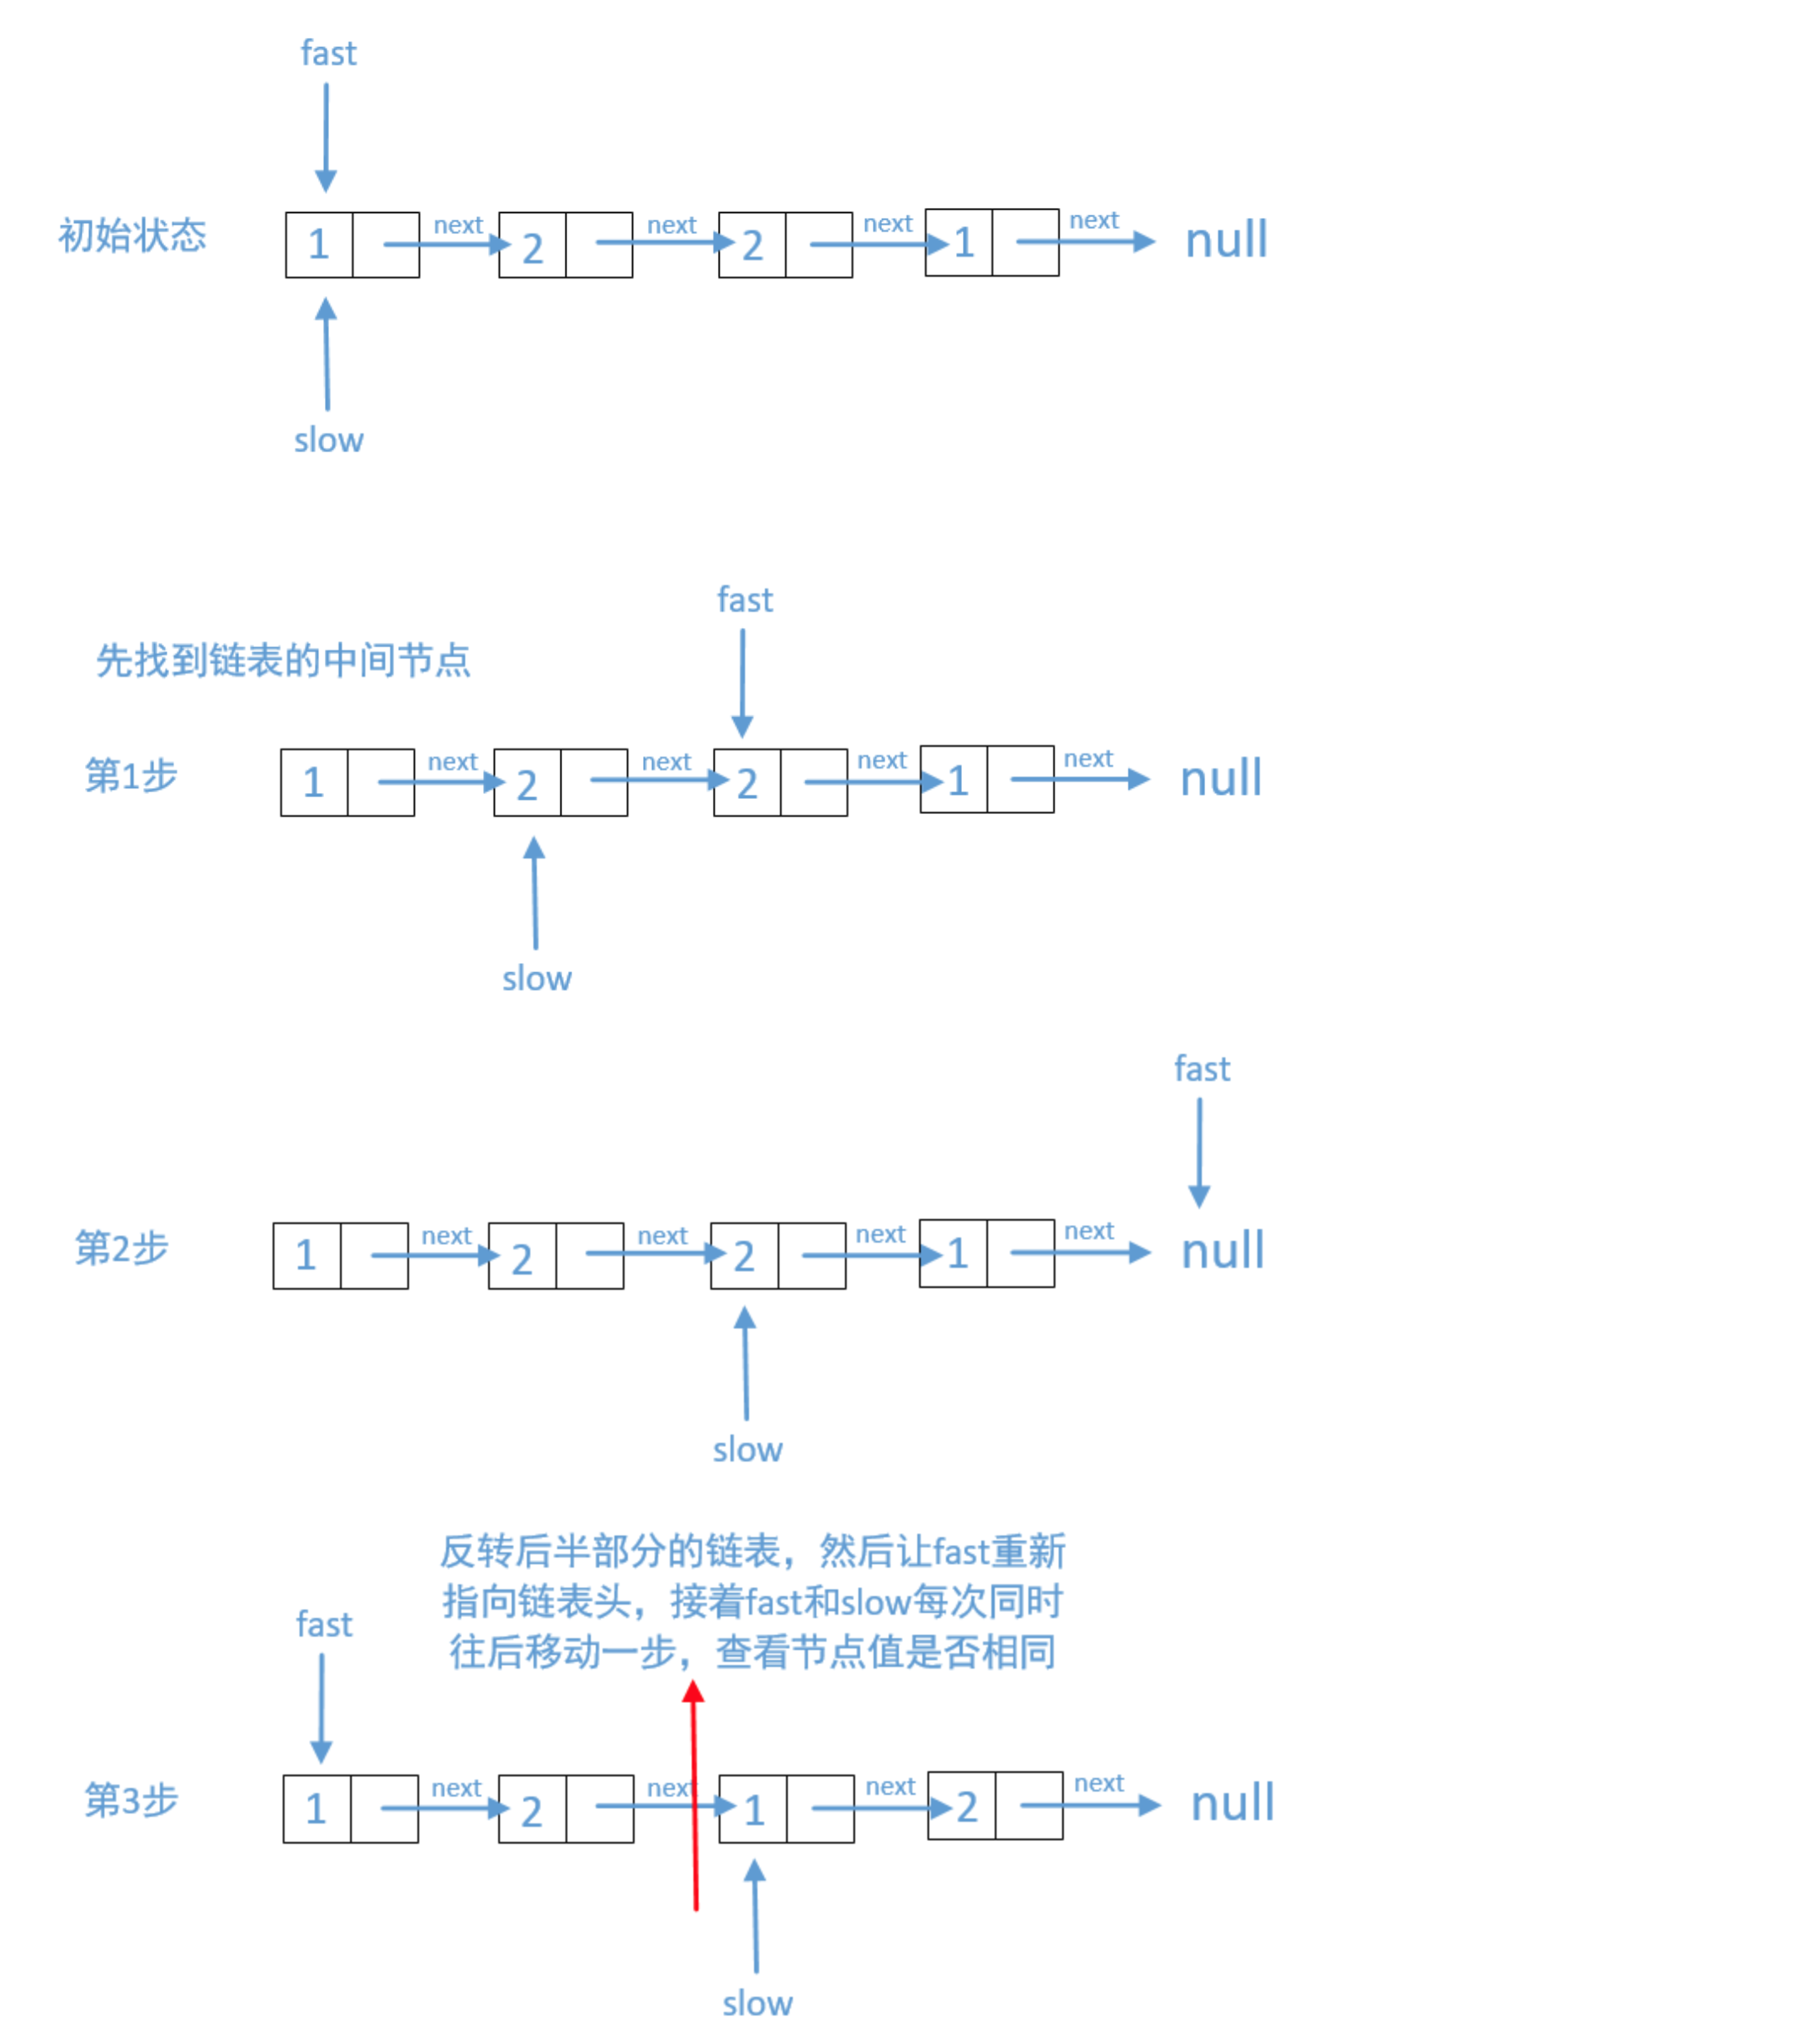 fast
初始状态 1 next 2 next 2 next 1 next null
slow
fast
先找到链表的中间节点
第1步 1 next 2 next 2 next 1 next null
slow
fast
第2步 1 next 2 next 2 next 1 next null
slow
反转后半部分的链表，然后让fast重新
指向链表头，接着fast和slow每次同时
往后移动一步，查看节点值是否相同
fast
第3步 1 next 2 next 1 next 2 next null
slow